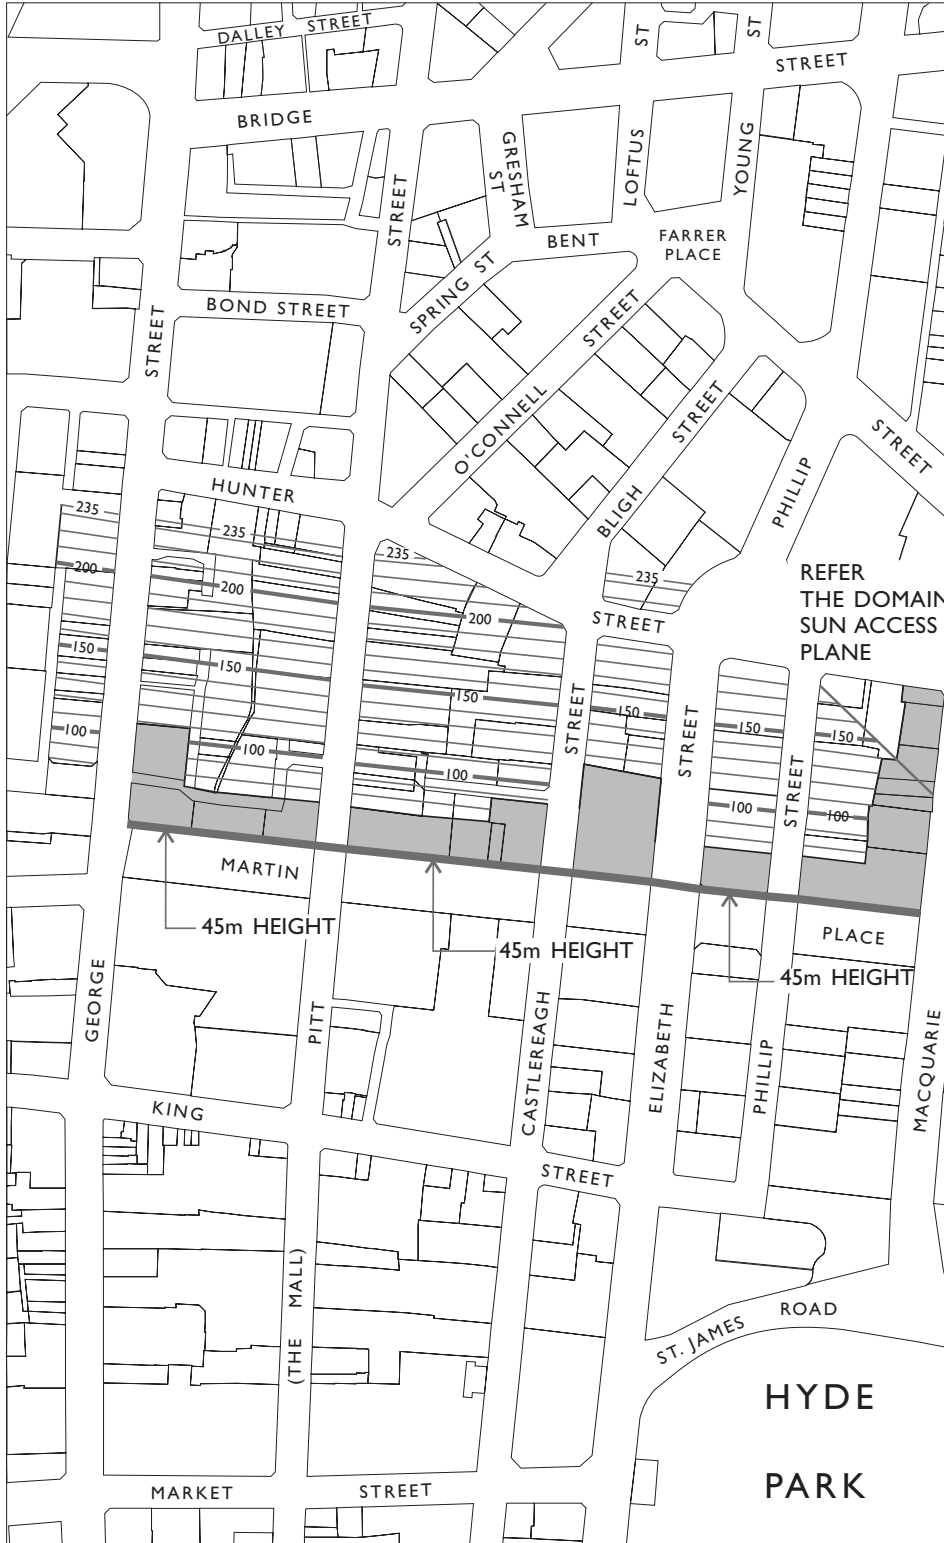 DALLEY STREET
ST
ST
STREET
BRIDGE
GRESHAM
ST
LOFTUS
YOUNG
STREET
BENT
FARRER
PLACE
SPRING ST
BOND STREET
STREET
STREET
O'CONNELL
STREET
BLIGH
STREET
PHILLIP
STREET
HUNTER
235
235
235
235
200
200
200
STREET
REFER
THE DOMAIN
SUN ACCESS
PLANE
150
150
150
150
150
150
100
100
100
100
100
STREET
STREET
STREET
MARTIN
PLACE
45m HEIGHT
45m HEIGHT
45m HEIGHT
GEORGE
PITT
CASTLEREAGH
ELIZABETH
PHILLIP
MACQUARIE
KING
STREET
(THE MALL)
ST. JAMES
ROAD
HYDE
PARK
MARKET
STREET